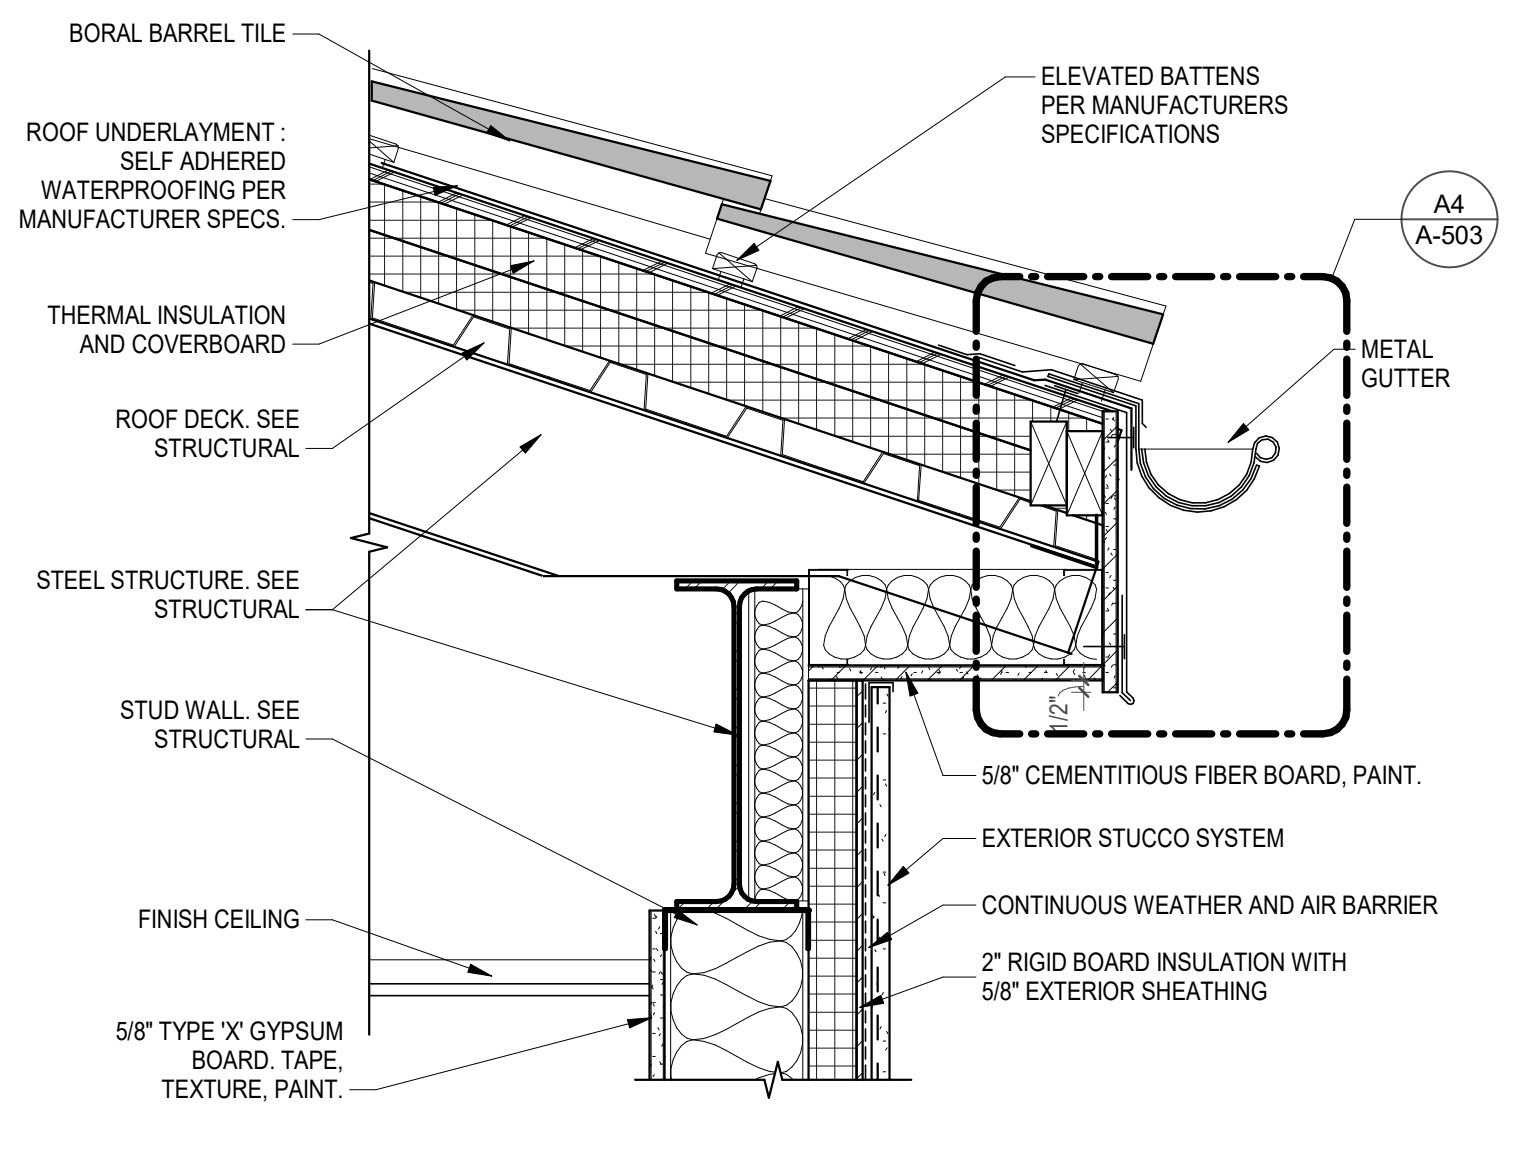 BORAL BARREL TILE
ROOF UNDERLAYMENT :
SELF ADHERED
WATERPROOFING PER
MANUFACTURER SPECS.
THERMAL INSULATION
AND COVERBOARD
ROOF DECK. SEE
STRUCTURAL
STEEL STRUCTURE. SEE
STRUCTURAL
STUD WALL. SEE
STRUCTURAL
FINISH CEILING
5/8" TYPE 'X' GYPSUM
BOARD. TAPE,
TEXTURE, PAINT.
ELEVATED BATTENS
PER MANUFACTURERS
SPECIFICATIONS
A4
A-503
METAL
GUTTER
1/2"
5/8" CEMENTITIOUS FIBER BOARD, PAINT.
EXTERIOR STUCCO SYSTEM
CONTINUOUS WEATHER AND AIR BARRIER
2" RIGID BOARD INSULATION WITH
5/8" EXTERIOR SHEATHING